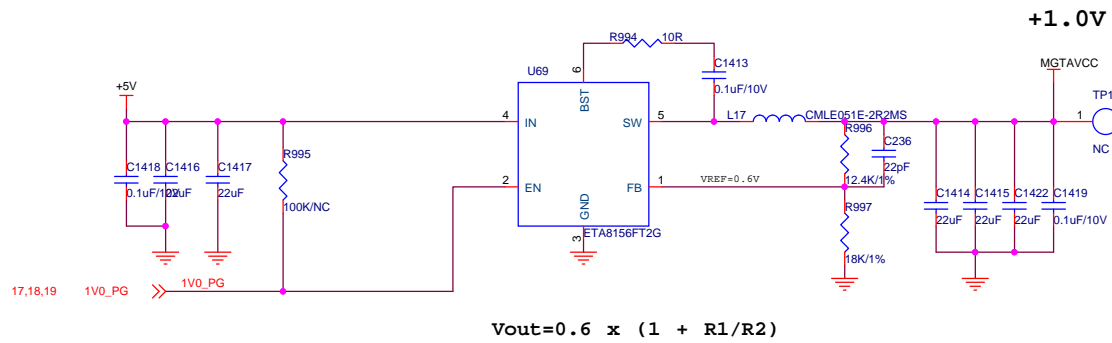 +1.0V
R994 10R
U69
6
C1413
0.1uF/10V
MGTAVCC
TP1
+5V
BST
4 IN
SW 5
L17 CMLE051E-2R2MS
1
R996
C236
22pF
NC
C1418 C1416 C1417
R995
2 EN
FB 1
VREF=0.6V
12.4K/1%
22uF 22uF
100K/NC
GND
3
ETA8156FT2G
R997
18K/1%
C1414 C1415 C1422 C1419
22uF 22uF 22uF 0.1uF/10V
17,18,19 1V0_PG 1V0_PG
Vout=0.6 x (1 + R1/R2)